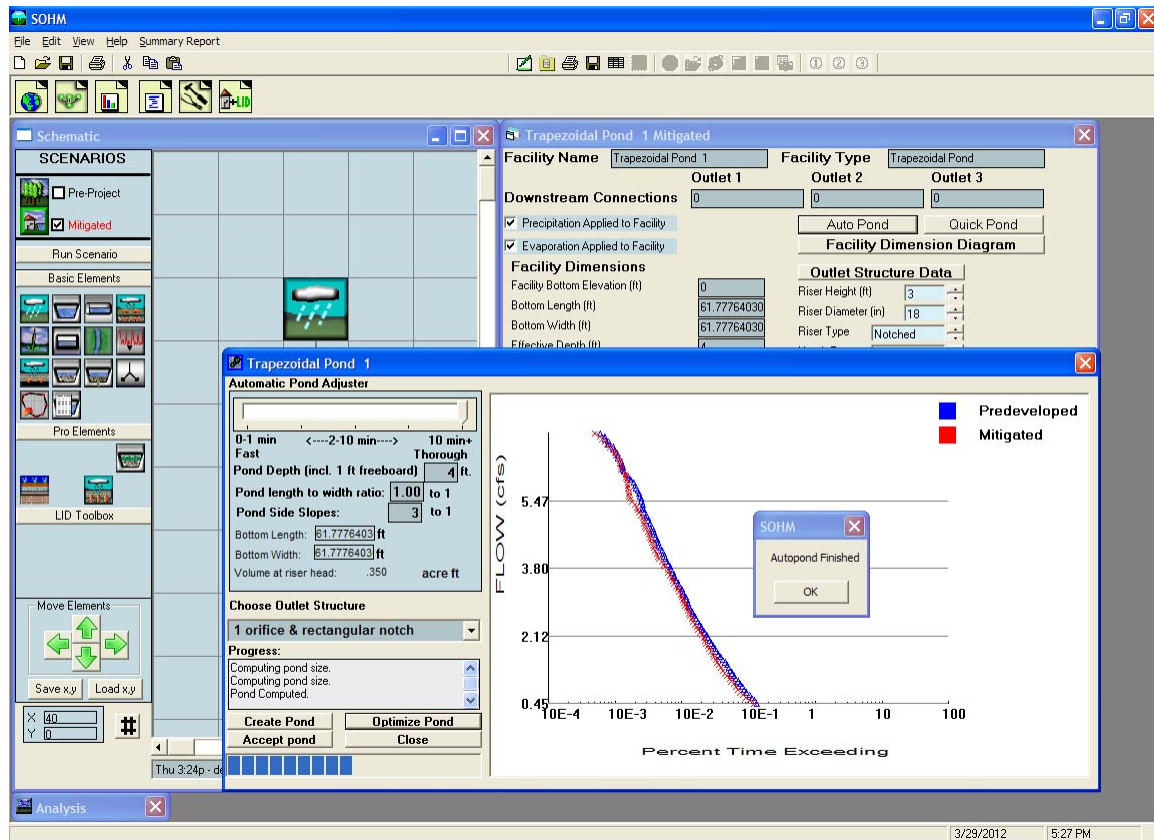 SOHM
File Edit View Help Summary Report
+LID
Schematic
SCENARIOS
Pre-Project
Mitigated
Run Scenario
Basic Elements
Pro Elements
LID Toolbox
Move Elements
Save x,y Load x,y
X 40
Y 0
#
Thu 3:24p - de
Trapezoidal Pond 1 Mitigated
Facility Name Trapezoidal Pond 1 Facility Type Trapezoidal Pond
Outlet 1 Outlet 2 Outlet 3
Downstream Connections 0 0 0
Precipitation Applied to Facility Auto Pond Quick Pond
Evaporation Applied to Facility Facility Dimension Diagram
Facility Dimensions Outlet Structure Data
Facility Bottom Elevation (ft) 0 Riser Height (ft) 3
Bottom Length (ft) 61.77764030 Riser Diameter (in) 18
Bottom Width (ft) 61.77764030 Riser Type Notched
Effective Depth (ft) 4
Trapezoidal Pond 1
Automatic Pond Adjuster
0-1 min <----2-10 min----> 10 min+
Fast Thorough
Pond Depth (incl. 1 ft freeboard) 4 ft.
Pond length to width ratio: 1.00 to 1
Pond Side Slopes: 3 to 1
Bottom Length: 61.7776403 ft
Bottom Width: 61.7776403 ft
Volume at riser head: .350 acre ft
Choose Outlet Structure
1 orifice & rectangular notch
Progress:
Computing pond size.
Computing pond size.
Pond Computed.
Create Pond Optimize Pond
Accept pond Close
Predeveloped
Mitigated
FLOW (cfs)
5.47
3.80
2.12
0.45
10E-4 10E-3 10E-2 10E-1 1 10 100
Percent Time Exceeding
SOHM
Autopond Finished
OK
Analysis
3/29/2012 5:27 PM